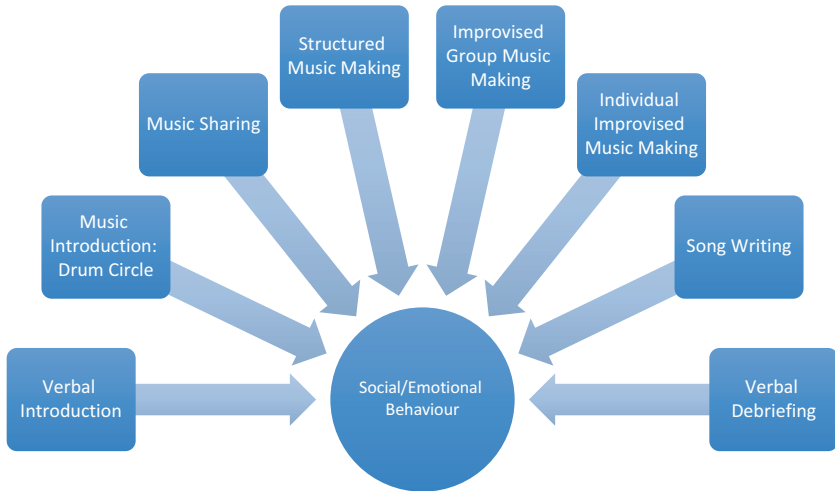 Verbal
Introduction
Music
Introduction:
Drum Circle
Music Sharing
Structured
Music Making
Improvised
Group Music
Making
Individual
Improvised
Music Making
Song Writing
Verbal
Debriefing
Social/Emotional
Behaviour